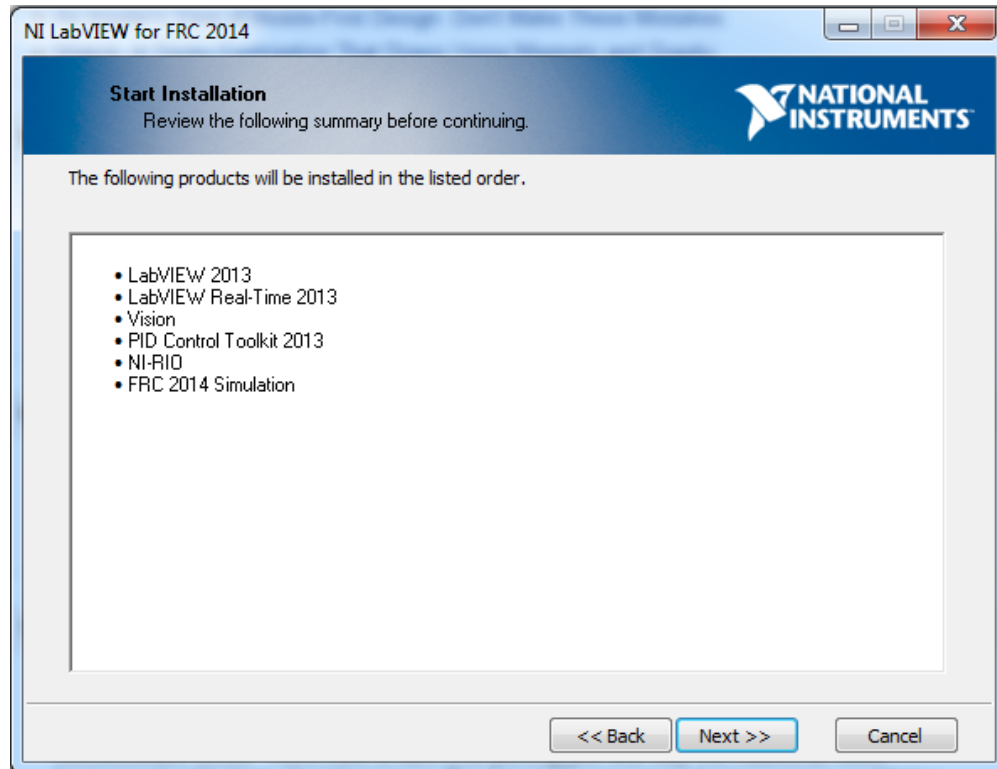 NI LabVIEW for FRC 2014
Start Installation
Review the following summary before continuing.
NATIONAL
INSTRUMENTS
The following products will be installed in the listed order.
• LabVIEW 2013
• LabVIEW Real-Time 2013
• Vision
• PID Control Toolkit 2013
• NI-RIO
• FRC 2014 Simulation
<< Back Next >> Cancel